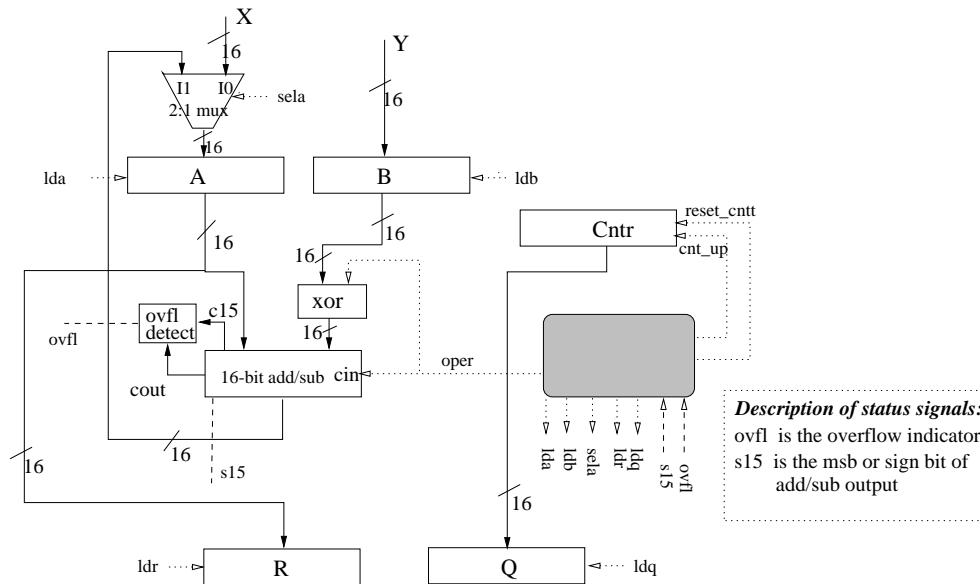 X
16
Y
I1 I0
2:1 mux
sela
16
16
lda
A
B
ldb
reset_cntt
16
16
Cntr
cnt_up
16
xor
c15
ovfl
detect
16
ovfl
oper
16-bit add/sub
cin
cout
Description of status signals:
ovfl is the overflow indicator
s15 is the msb or sign bit of
add/sub output
16
16
s15
lda
ldb
sela
ldr
ldq
s15
ovfl
16
ldr
R
Q
ldq